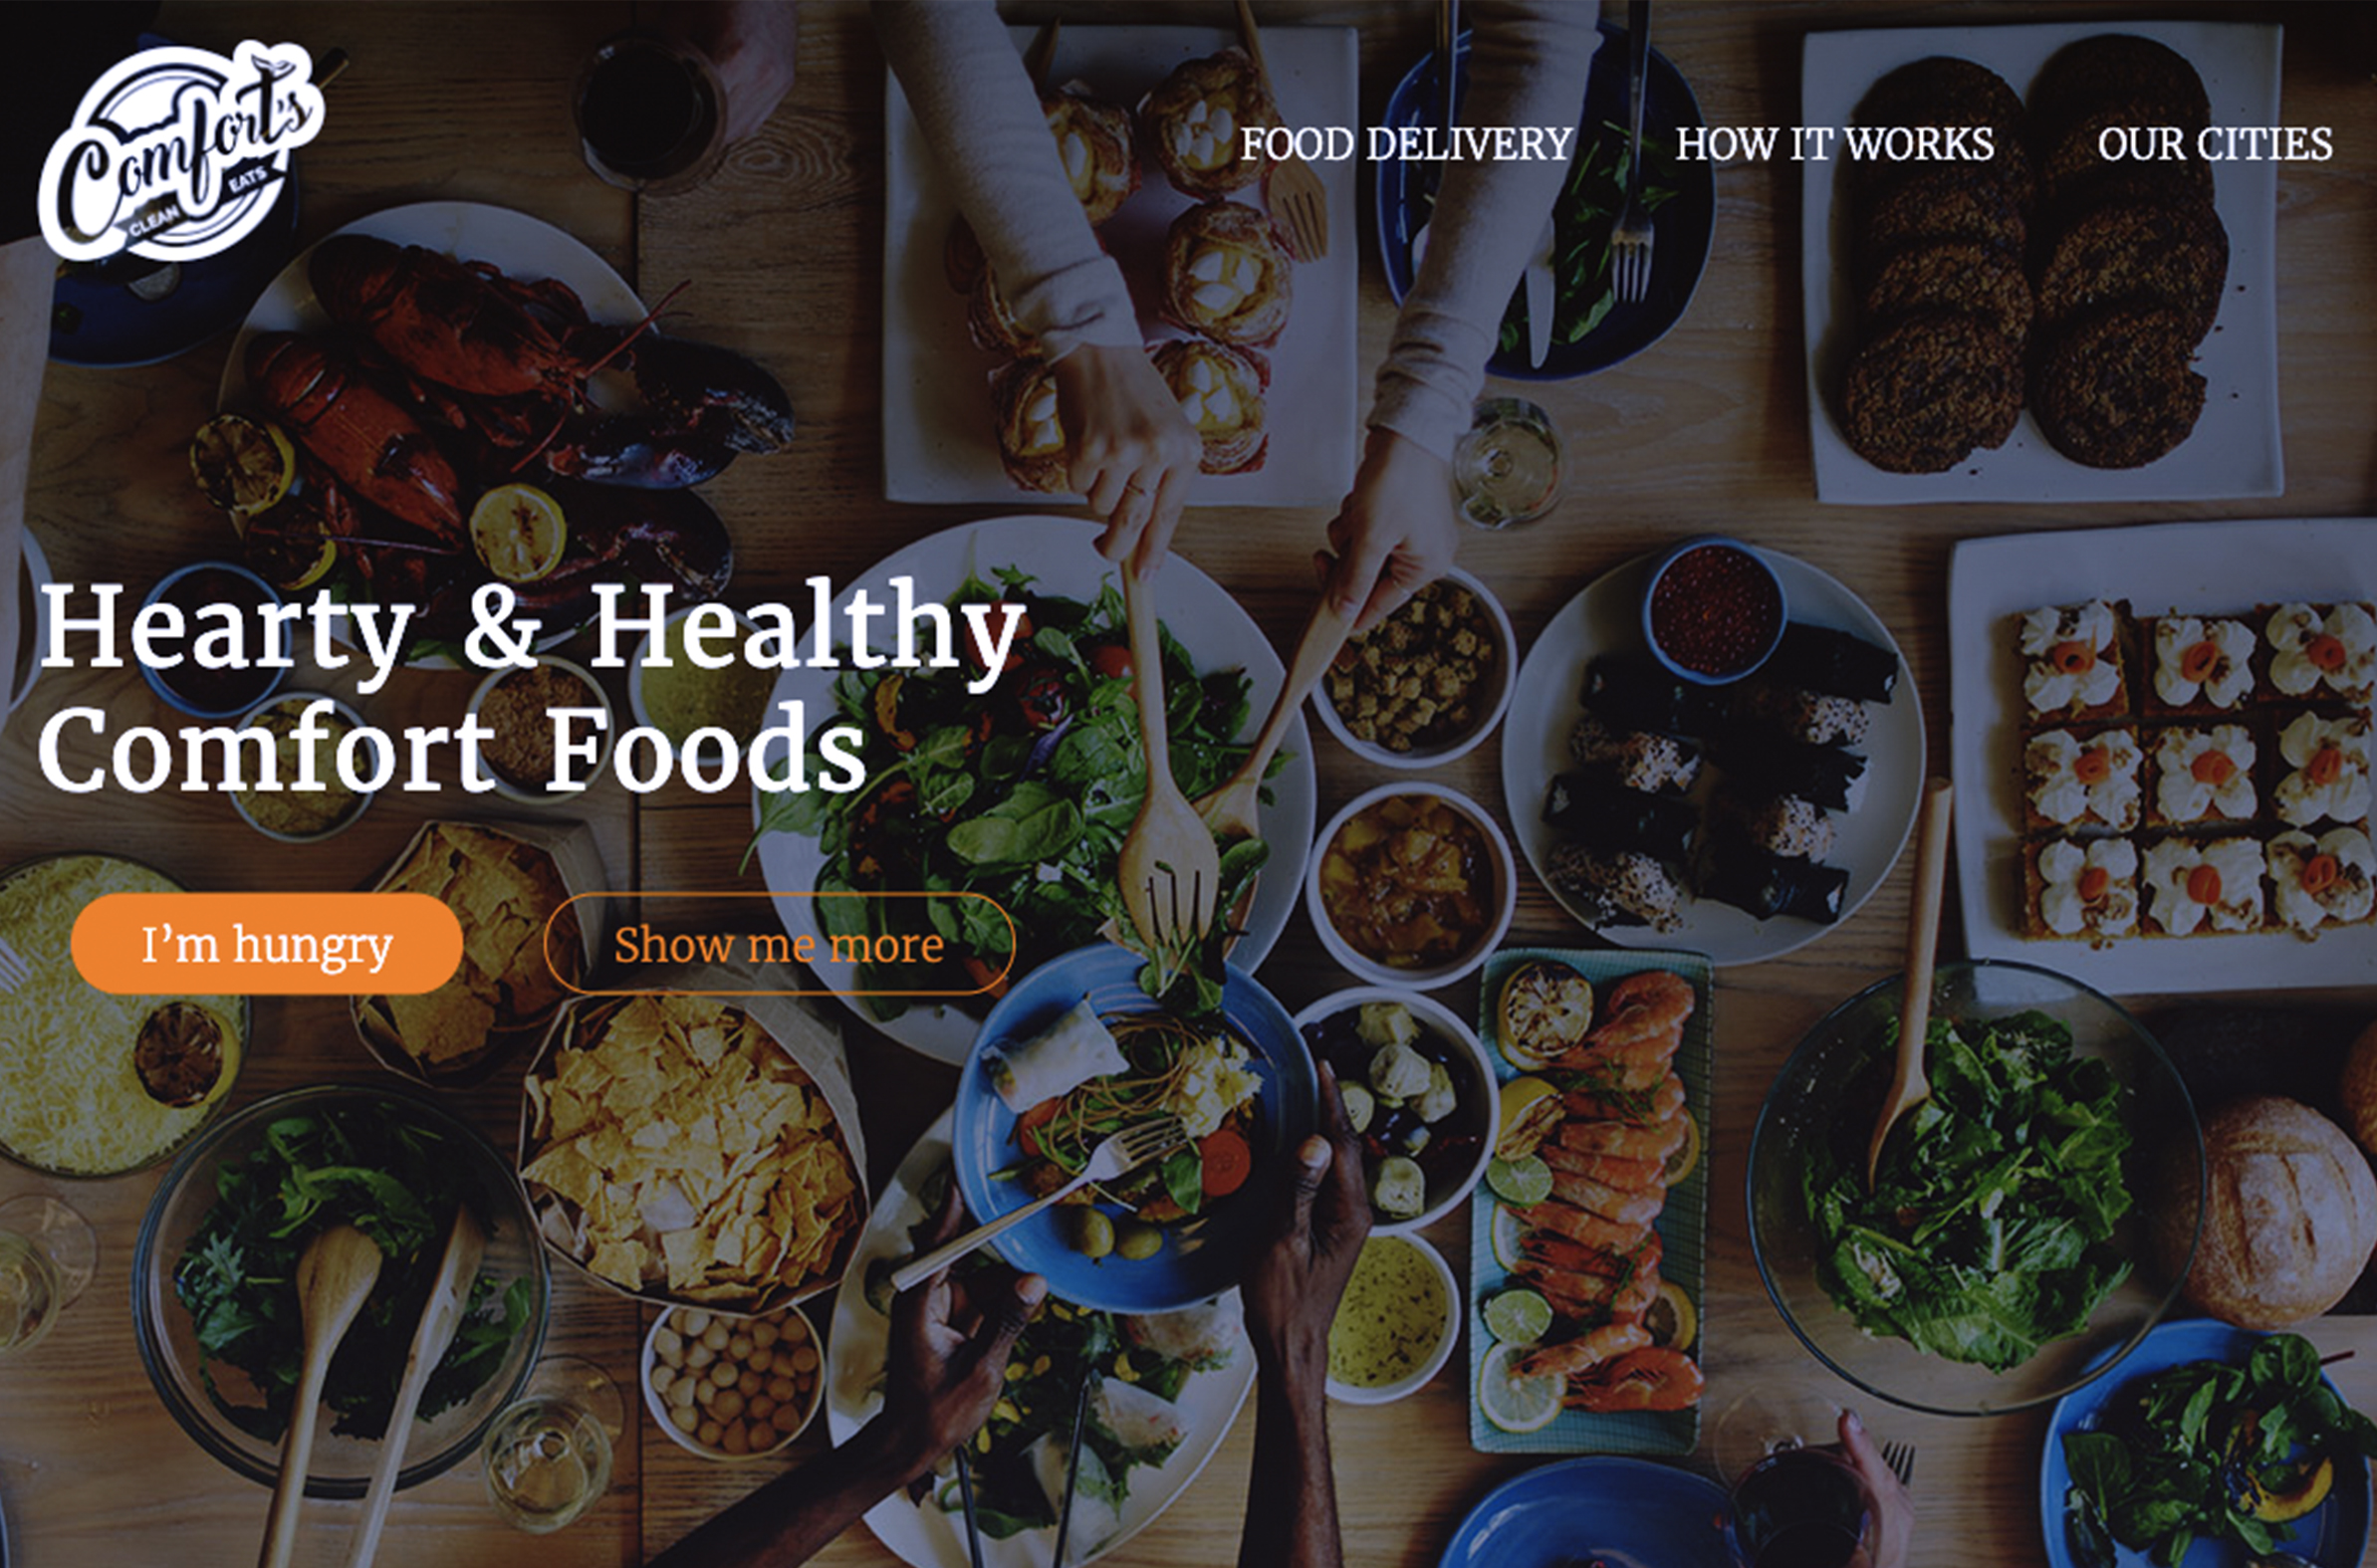 Comfort's
CLEAN EATS
FOOD DELIVERY
HOW IT WORKS
OUR CITIES
Hearty & Healthy
Comfort Foods
I’m hungry
Show me more